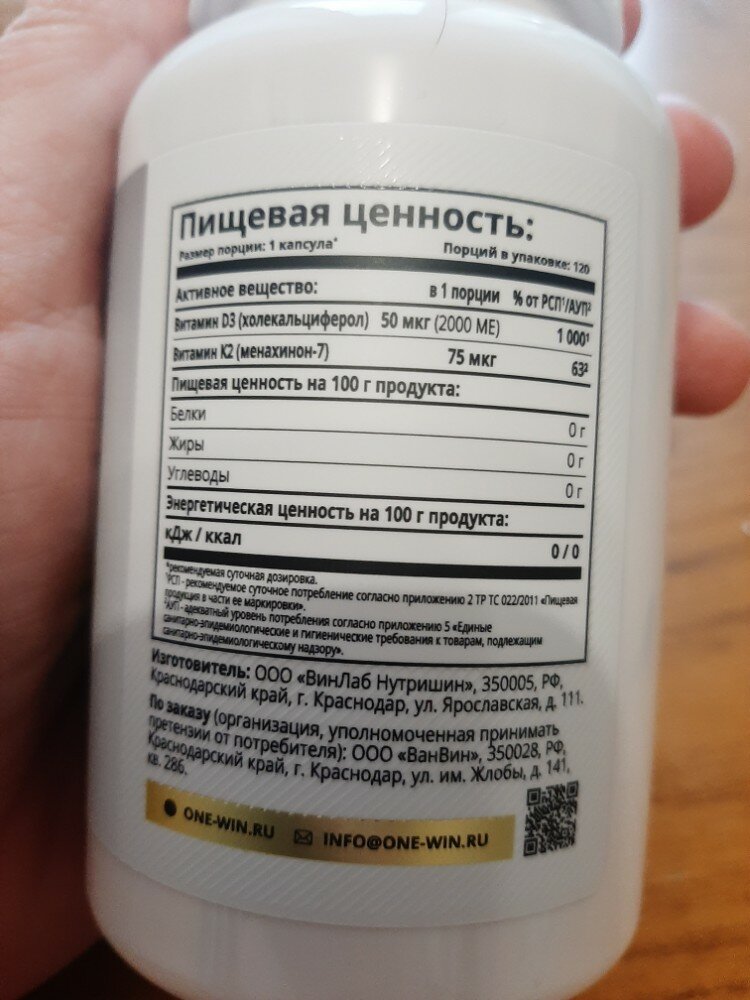 Пищевая ценность:
Размер порции: 1 капсула* Порций в упаковке: 120
Активное вещество: в 1 порции % от РСП¹/АУП²
Витамин D3 (холекальциферол) 50 мкг (2000 МЕ) 1 000¹
Витамин К2 (менахинон-7) 75 мкг 63²
Пищевая ценность на 100 г продукта:
Белки 0 г
Жиры 0 г
Углеводы 0 г
Энергетическая ценность на 100 г продукта:
кДж / ккал 0 / 0
*рекомендуемая суточная дозировка.
¹РСП - рекомендуемое суточное потребление согласно приложению 2 ТР ТС 022/2011 «Пищевая
продукция в части ее маркировки».
²АУП - адекватный уровень потребления согласно приложению 5 «Единые
санитарно-эпидемиологические и гигиенические требования к товарам, подлежащим
санитарно-эпидемиологическому надзору».
Изготовитель: ООО «ВинЛаб Нутришин», 350005, РФ,
Краснодарский край, г. Краснодар, ул. Ярославская, д. 111.
По заказу (организация, уполномоченная принимать
претензии от потребителя): ООО «ВанВин», 350028, РФ,
Краснодарский край, г. Краснодар, ул. им. Жлобы, д. 141,
кв. 286.
ONE-WIN.RU INFO@ONE-WIN.RU